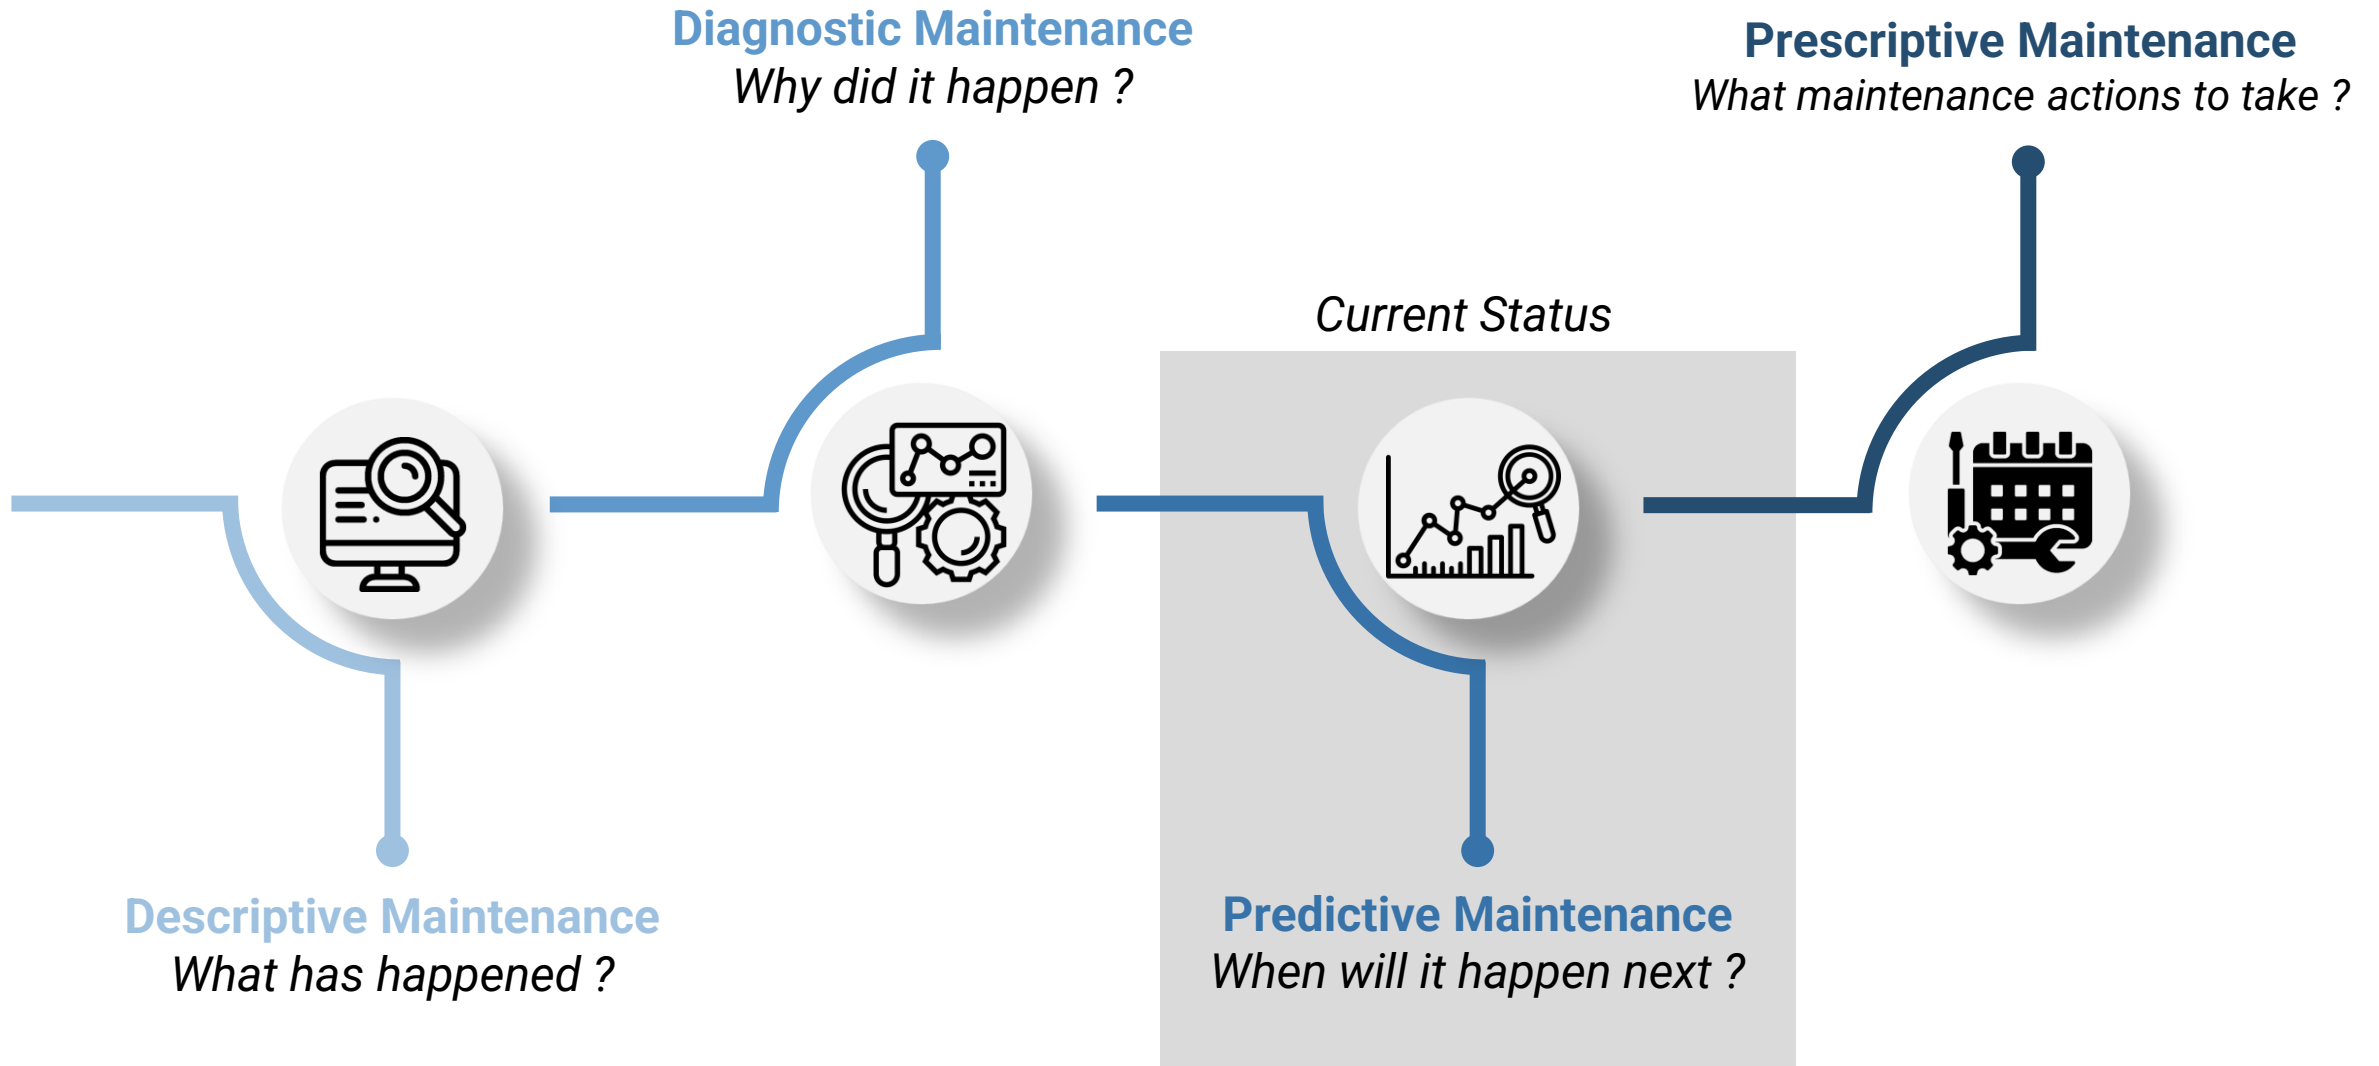 Diagnostic Maintenance
Why did it happen ?
Prescriptive Maintenance
What maintenance actions to take ?
Current Status
Descriptive Maintenance
What has happened ?
Predictive Maintenance
When will it happen next ?